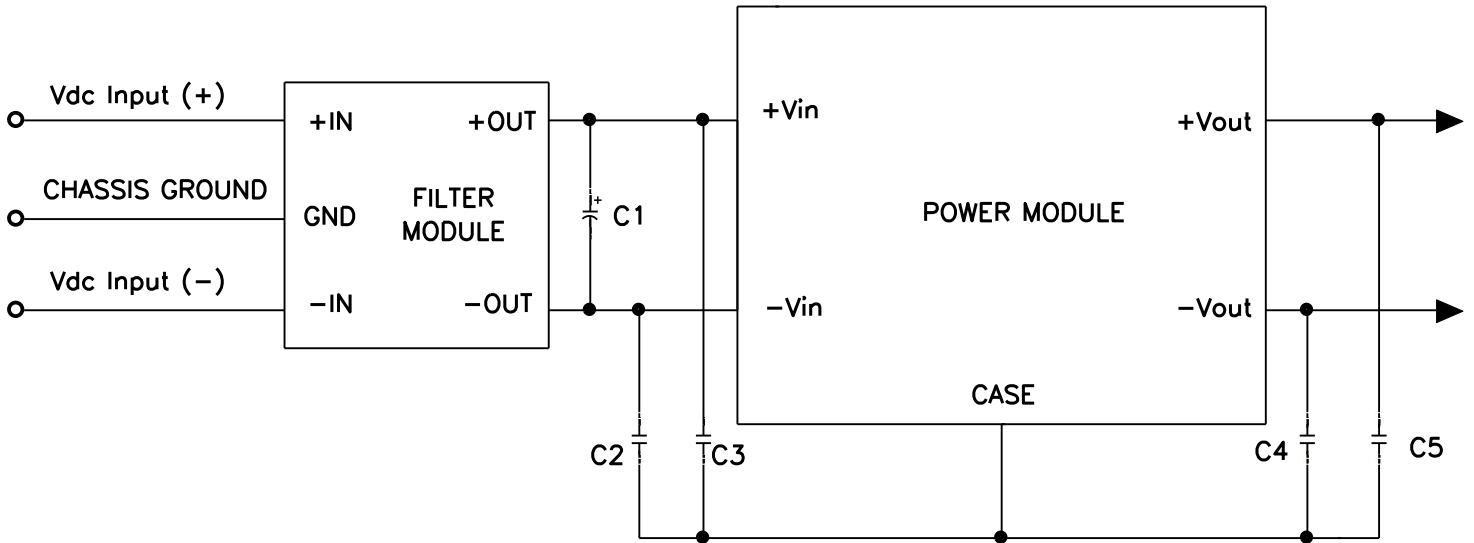 Vdc Input (+)
CHASSIS GROUND
Vdc Input (−)
+IN
GND
−IN
FILTER
MODULE
+OUT
−OUT
+
C1
C2
C3
+Vin
−Vin
POWER MODULE
CASE
+Vout
−Vout
C4
C5